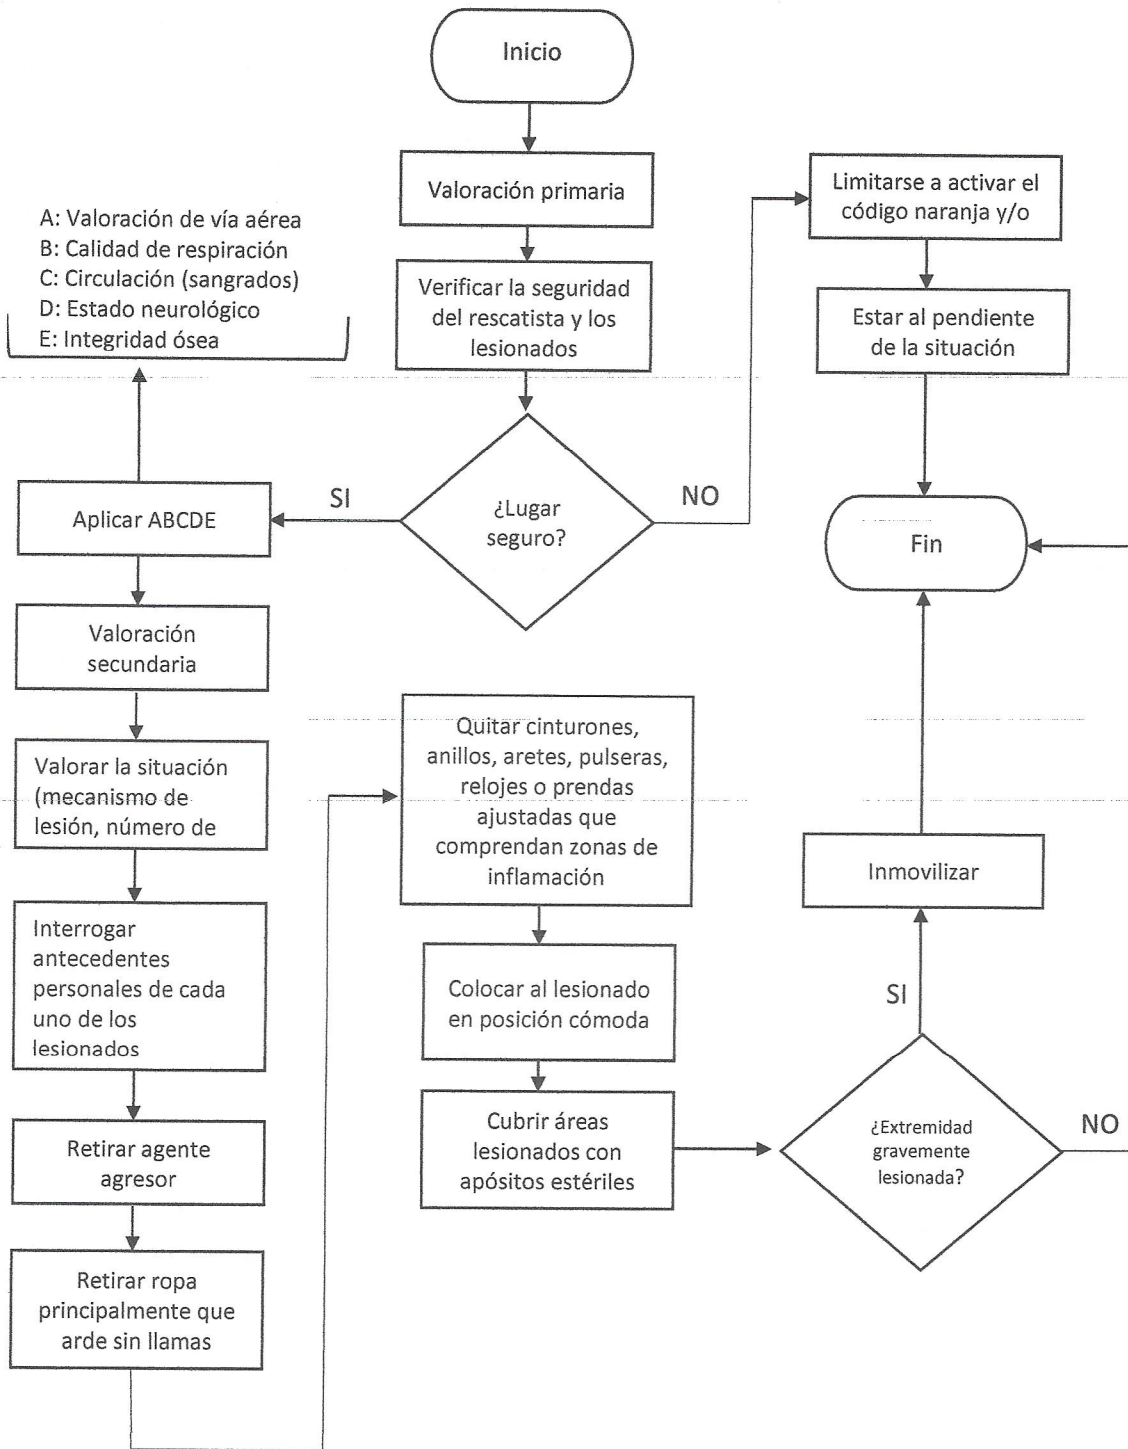 Inicio
Valoración primaria
Verificar la seguridad
del rescatista y los
lesionados
¿Lugar
seguro?
NO
Limitarse a activar el
código naranja y/o
Estar al pendiente
de la situación
Fin
SI
Aplicar ABCDE
A: Valoración de vía aérea
B: Calidad de respiración
C: Circulación (sangrados)
D: Estado neurológico
E: Integridad ósea
Valoración
secundaria
Valorar la situación
(mecanismo de
lesión, número de
Interrogar
antecedentes
personales de cada
uno de los
lesionados
Retirar agente
agresor
Retirar ropa
principalmente que
arde sin llamas
Quitar cinturones,
anillos, aretes, pulseras,
relojes o prendas
ajustadas que
comprendan zonas de
inflamación
Colocar al lesionado
en posición cómoda
Cubrir áreas
lesionados con
apósitos estériles
¿Extremidad
gravemente
lesionada?
SI
Inmovilizar
NO